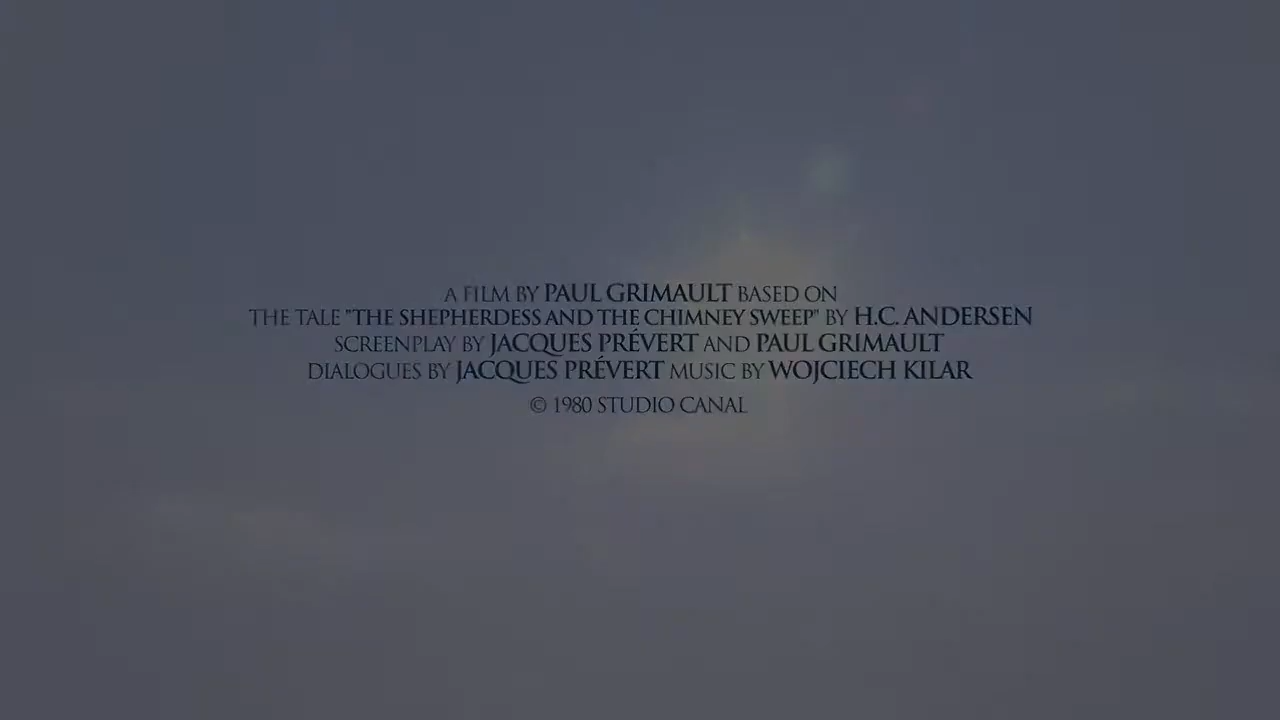 A FILM BY PAUL GRIMAULT BASED ON
THE TALE "THE SHEPHERDESS AND THE CHIMNEY SWEEP" BY H.C. ANDERSEN
SCREENPLAY BY JACQUES PRÉVERT AND PAUL GRIMAULT
DIALOGUES BY JACQUES PRÉVERT MUSIC BY WOJCIECH KILAR
© 1980 STUDIO CANAL